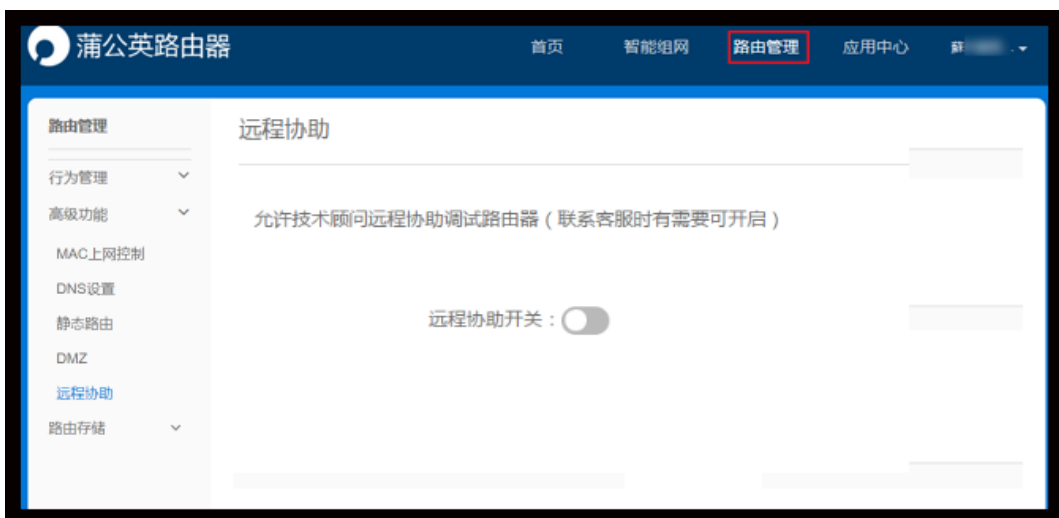 蒲公英路由器
首页 智能组网 路由管理 应用中心 蘇
路由管理
行为管理
高级功能
MAC上网控制
DNS设置
静态路由
DMZ
远程协助
路由存储
远程协助
允许技术顾问远程协助调试路由器（联系客服时有需要可开启）
远程协助开关：